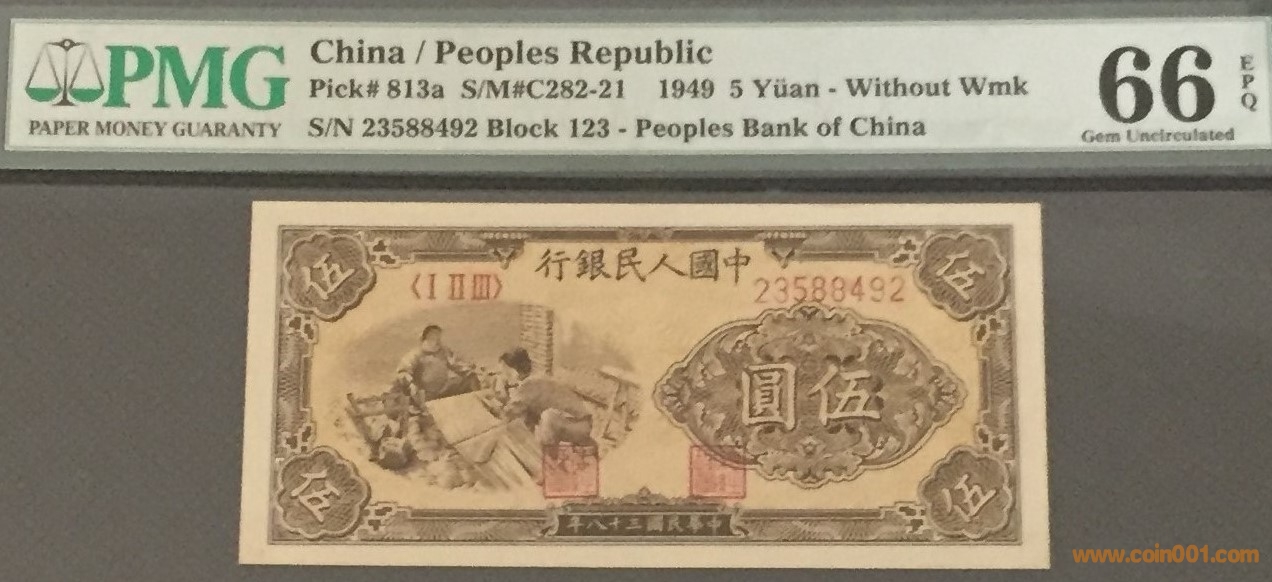 PMG
PAPER MONEY GUARANTY
China / Peoples Republic
Pick# 813a S/M#C282-21 1949 5 Yüan - Without Wmk
S/N 23588492 Block 123 - Peoples Bank of China
66
EPQ
Gem Uncirculated
中國人民銀行
伍
伍
〈I II III〉
23588492
伍圓
伍
伍
中華民國三十八年
www.coin001.com